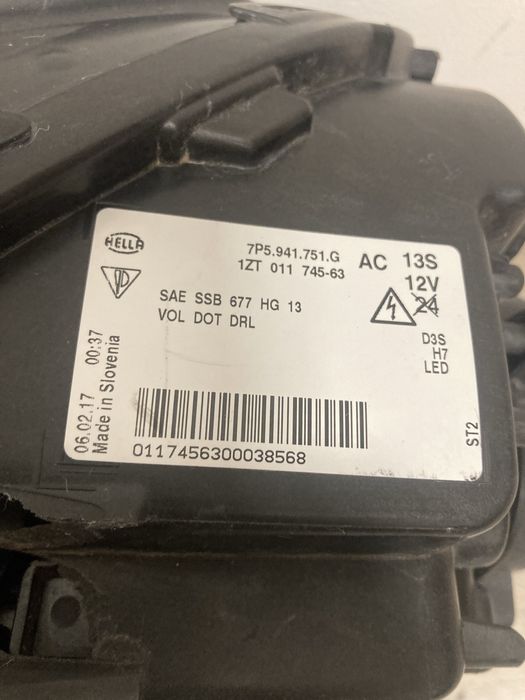 HELLA
7P5.941.751.G
1ZT 011 745-63
AC 13S
12V
24
SAE SSB 677 HG 13
VOL DOT DRL
D3S
H7
LED
06.02.17 00:37
Made in Slovenia
0117456300038568
ST2